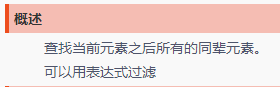 概述
查找当前元素之后所有的同辈元素。
可以用表达式过滤